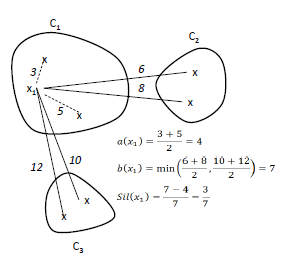 C₁
C₂
x
6
3
x₁
x
8
x
5
x
a(x₁) = (3 + 5)/2 = 4
12
10
b(x₁) = min((6 + 8)/2, (10 + 12)/2) = 7
x
Sil(x₁) = (7 − 4)/7 = 3/7
x
C₃